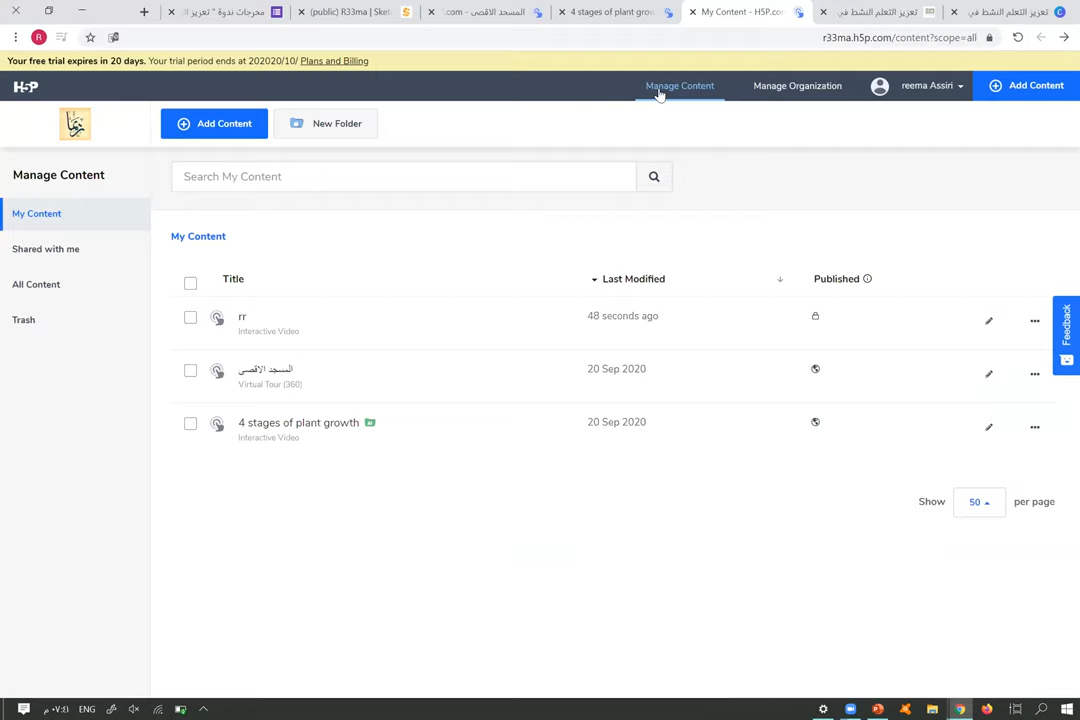 مخرجات ندوة " تعزيز الت
(public) R33ma | Sket
المسجد الاقصى - com.
4 stages of plant grow
My Content - H5P.com
تعزيز التعلم النشط في
تعزيز التعلم النشط في
r33ma.h5p.com/content?scope=all
Your free trial expires in 20 days. Your trial period ends at 202020/10/ Plans and Billing
H5P
Manage Content
Manage Organization
reema Assiri
Add Content
Add Content
New Folder
Manage Content
My Content
Shared with me
All Content
Trash
Search My Content
My Content
Title
Last Modified
Published
rr
Interactive Video
48 seconds ago
المسجد الاقصى
Virtual Tour (360)
20 Sep 2020
4 stages of plant growth
Interactive Video
20 Sep 2020
Show 50 per page
Feedback
ENG
٠٧:٤١ م